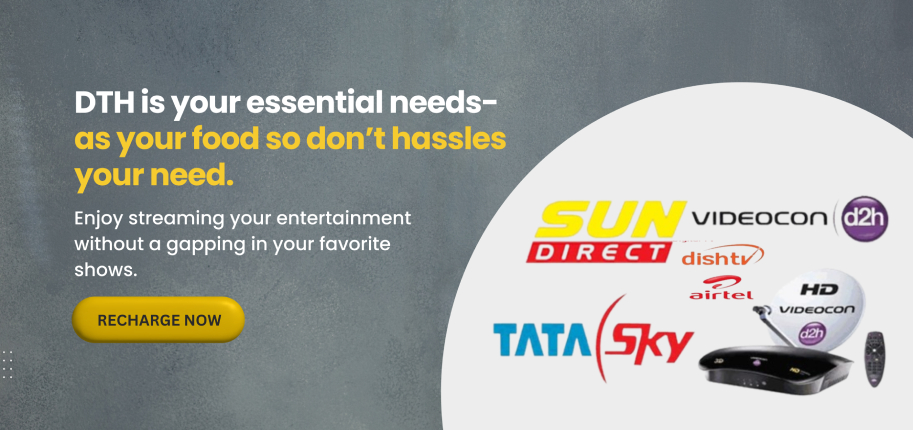 DTH is your essential needs-
as your food so don't hassles
your need.
Enjoy streaming your entertainment
without a gapping in your favorite
shows.
RECHARGE NOW
SUN
DIRECT
VIDEOCON d2h
dishtv
airtel
TATA Sky
HD
VIDEOCON
d2h